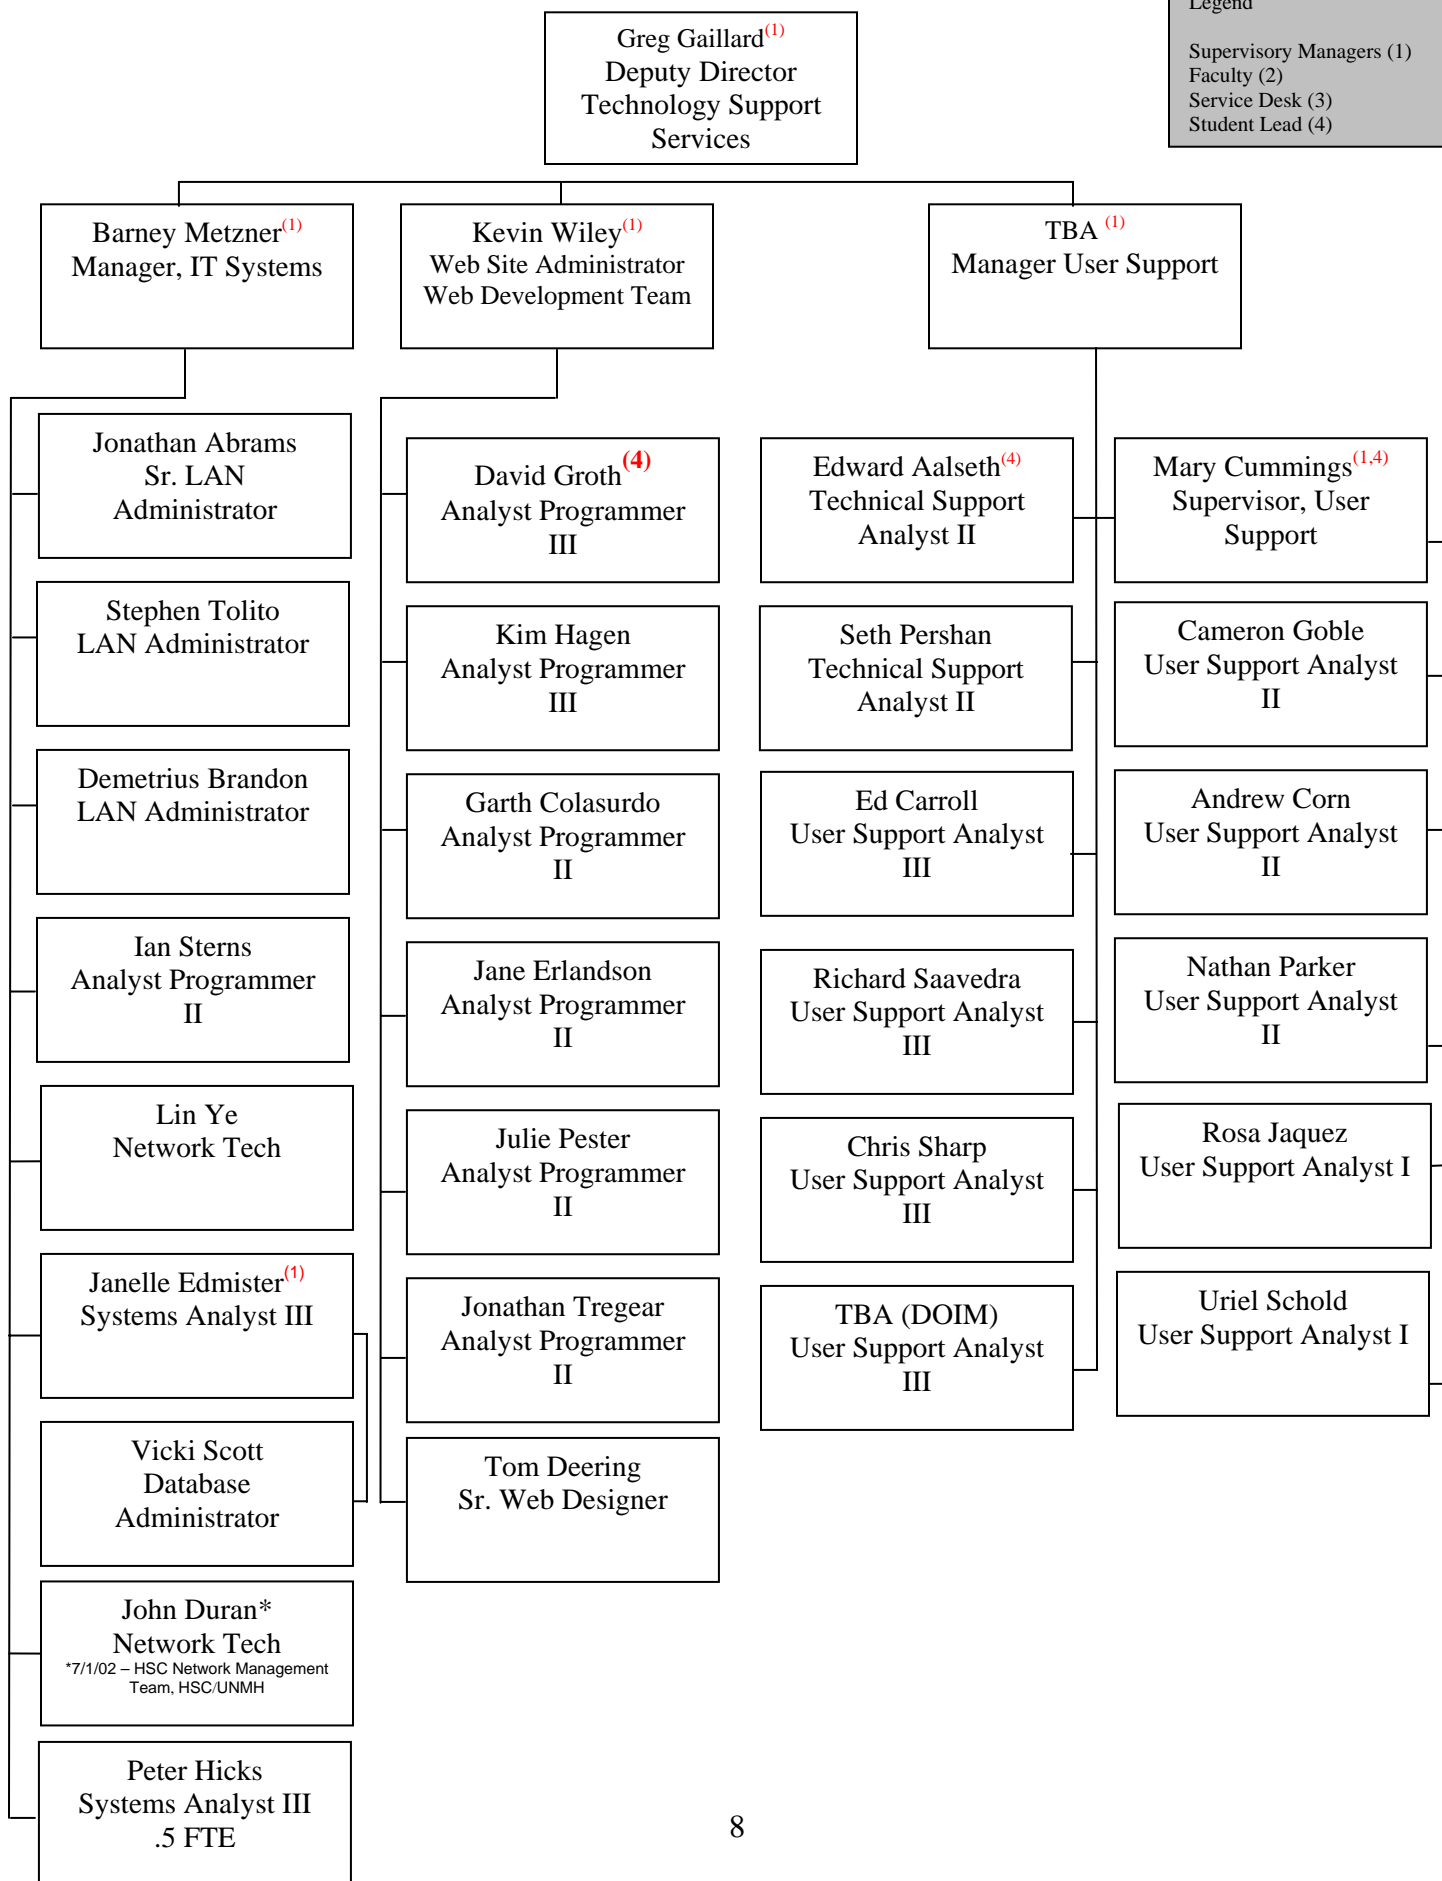 Legend
Supervisory Managers (1)
Faculty (2)
Service Desk (3)
Student Lead (4)
Greg Gaillard(1)
Deputy Director
Technology Support
Services
Barney Metzner(1)
Manager, IT Systems
Kevin Wiley(1)
Web Site Administrator
Web Development Team
TBA (1)
Manager User Support
Jonathan Abrams
Sr. LAN
Administrator
Stephen Tolito
LAN Administrator
Demetrius Brandon
LAN Administrator
Ian Sterns
Analyst Programmer
II
Lin Ye
Network Tech
Janelle Edmister(1)
Systems Analyst III
Vicki Scott
Database
Administrator
John Duran*
Network Tech
*7/1/02 – HSC Network Management
Team, HSC/UNMH
Peter Hicks
Systems Analyst III
.5 FTE
David Groth(4)
Analyst Programmer
III
Kim Hagen
Analyst Programmer
III
Garth Colasurdo
Analyst Programmer
II
Jane Erlandson
Analyst Programmer
II
Julie Pester
Analyst Programmer
II
Jonathan Tregear
Analyst Programmer
II
Tom Deering
Sr. Web Designer
Edward Aalseth(4)
Technical Support
Analyst II
Seth Pershan
Technical Support
Analyst II
Ed Carroll
User Support Analyst
III
Richard Saavedra
User Support Analyst
III
Chris Sharp
User Support Analyst
III
TBA (DOIM)
User Support Analyst
III
Mary Cummings(1,4)
Supervisor, User
Support
Cameron Goble
User Support Analyst
II
Andrew Corn
User Support Analyst
II
Nathan Parker
User Support Analyst
II
Rosa Jaquez
User Support Analyst I
Uriel Schold
User Support Analyst I
8